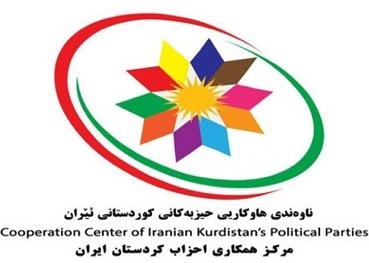 ناوەندی هاوکاریی حیزبەکانی کوردستانی ئێران
Cooperation Center of Iranian Kurdistan's Political Parties
مرکز همکاری احزاب کردستان ایران